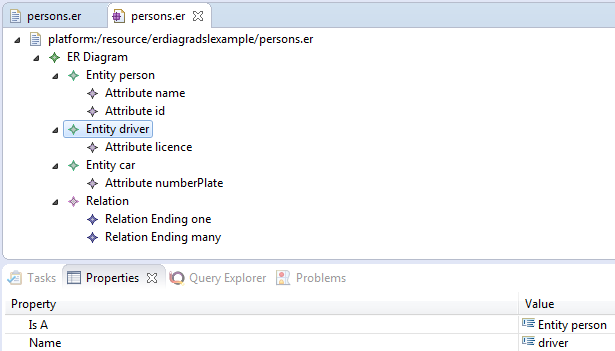 persons.er persons.er
platform:/resource/erdiagradslexample/persons.er
ER Diagram
Entity person
Attribute name
Attribute id
Entity driver
Attribute licence
Entity car
Attribute numberPlate
Relation
Relation Ending one
Relation Ending many
Tasks Properties Query Explorer Problems
Property Value
Is A Entity person
Name driver